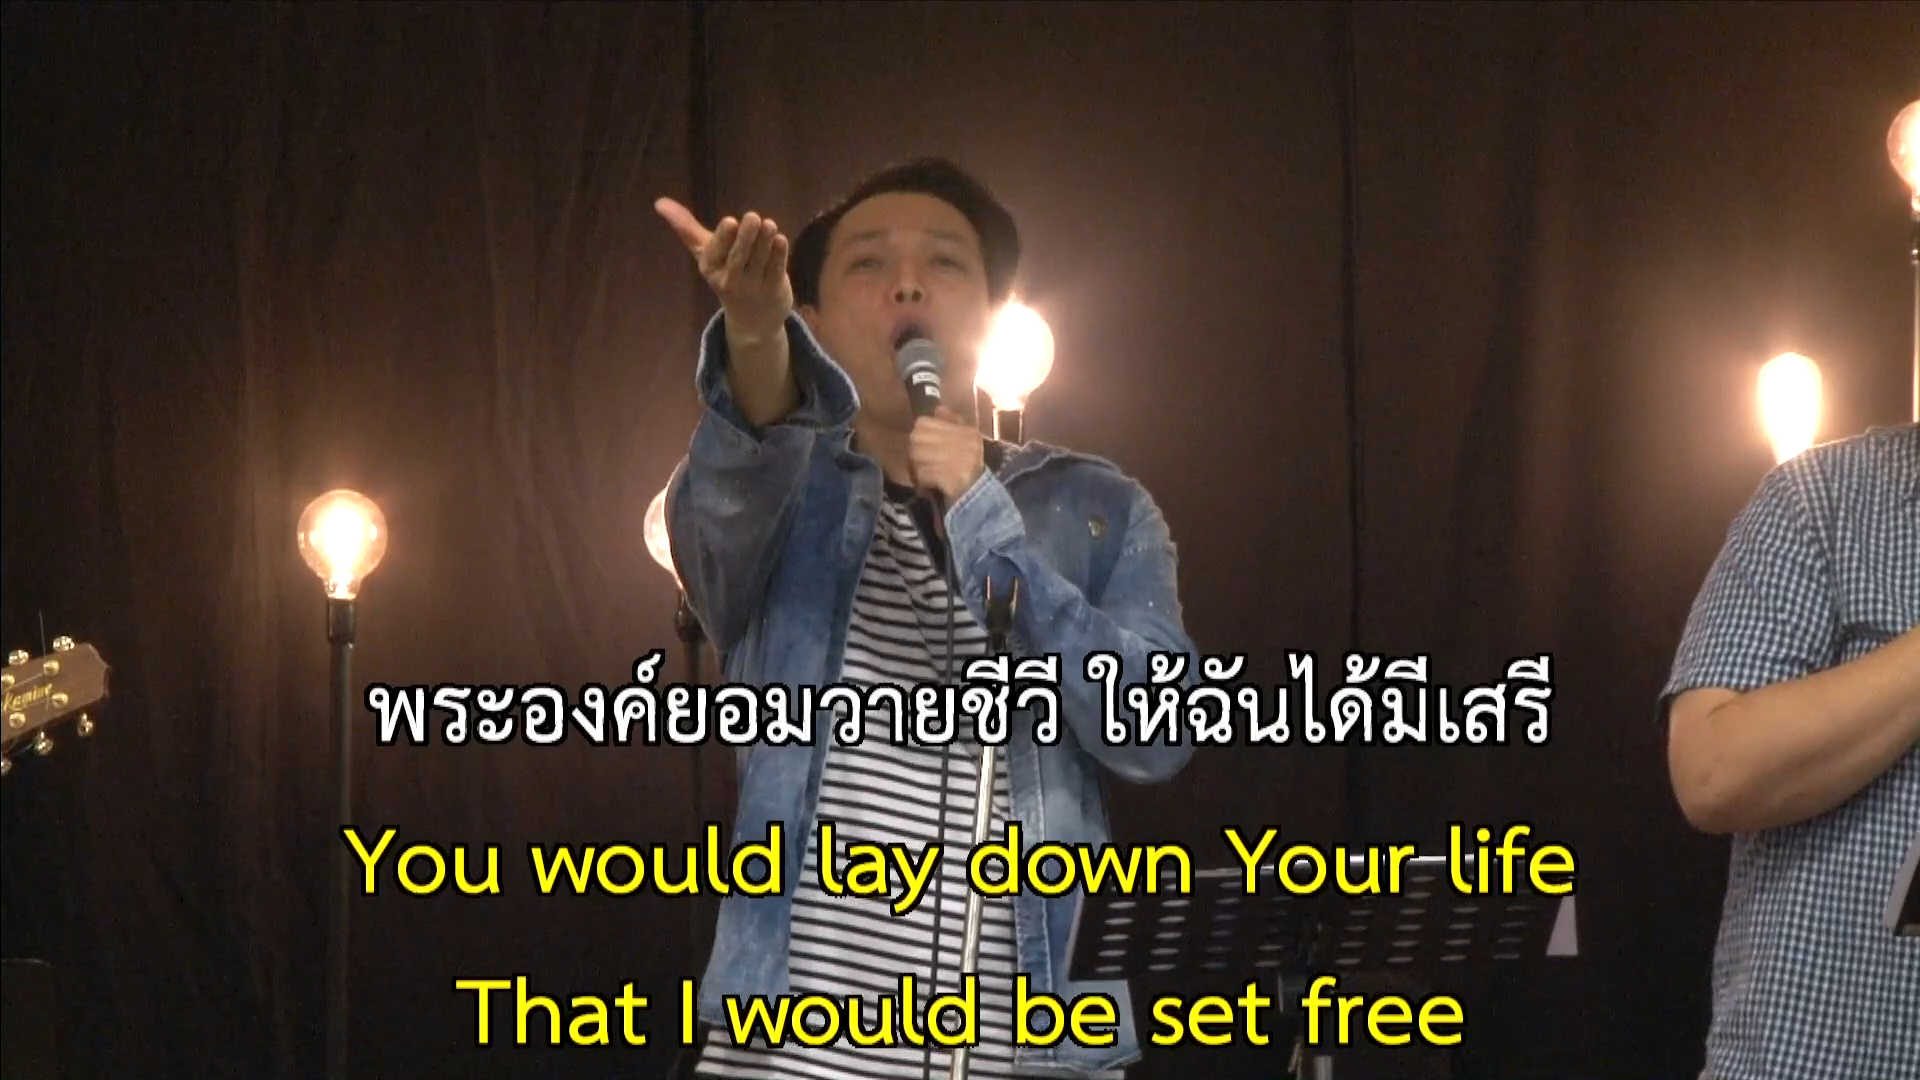 Takamine
พระองค์ยอมวายชีวี ให้ฉันได้มีเสรี
You would lay down Your life
That I would be set free